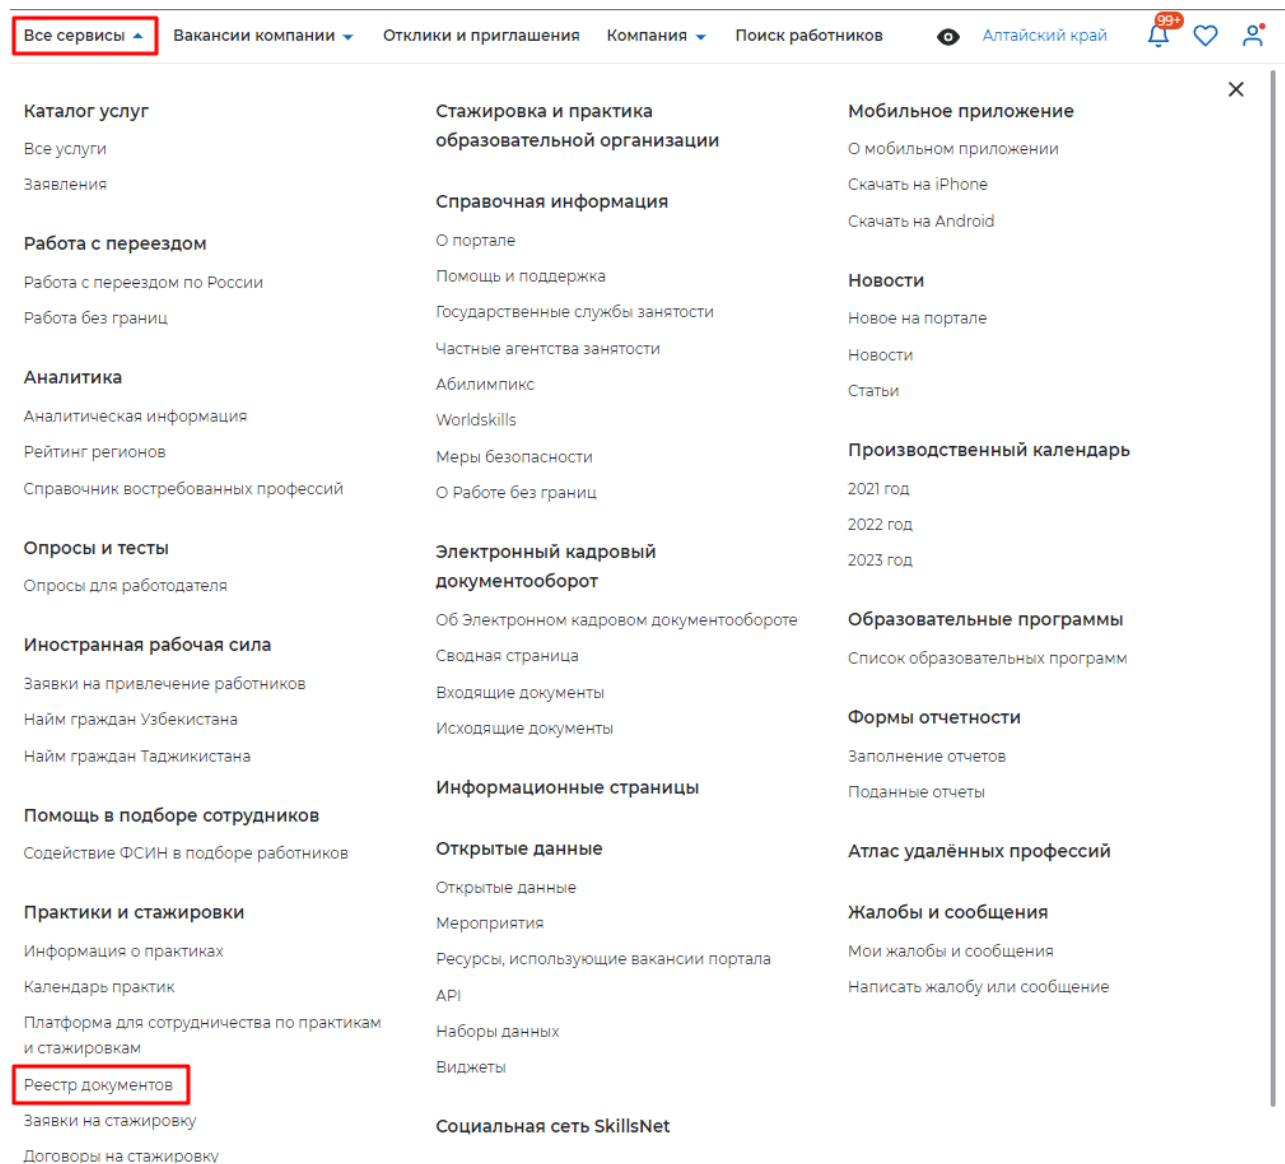 Все сервисы
Вакансии компании
Отклики и приглашения
Компания
Поиск работников
Алтайский край
99+
Каталог услуг
Все услуги
Заявления
Работа с переездом
Работа с переездом по России
Работа без границ
Аналитика
Аналитическая информация
Рейтинг регионов
Справочник востребованных профессий
Опросы и тесты
Опросы для работодателя
Иностранная рабочая сила
Заявки на привлечение работников
Найм граждан Узбекистана
Найм граждан Таджикистана
Помощь в подборе сотрудников
Содействие ФСИН в подборе работников
Практики и стажировки
Информация о практиках
Календарь практик
Платформа для сотрудничества по практикам
и стажировкам
Реестр документов
Заявки на стажировку
Договоры на стажировку
Стажировка и практика
образовательной организации
Справочная информация
О портале
Помощь и поддержка
Государственные службы занятости
Частные агентства занятости
Абилимпикс
Worldskills
Меры безопасности
О Работе без границ
Электронный кадровый
документооборот
Об Электронном кадровом документообороте
Сводная страница
Входящие документы
Исходящие документы
Информационные страницы
Открытые данные
Открытые данные
Мероприятия
Ресурсы, использующие вакансии портала
API
Наборы данных
Виджеты
Социальная сеть SkillsNet
Мобильное приложение
О мобильном приложении
Скачать на iPhone
Скачать на Android
Новости
Новое на портале
Новости
Статьи
Производственный календарь
2021 год
2022 год
2023 год
Образовательные программы
Список образовательных программ
Формы отчетности
Заполнение отчетов
Поданные отчеты
Атлас удалённых профессий
Жалобы и сообщения
Мои жалобы и сообщения
Написать жалобу или сообщение